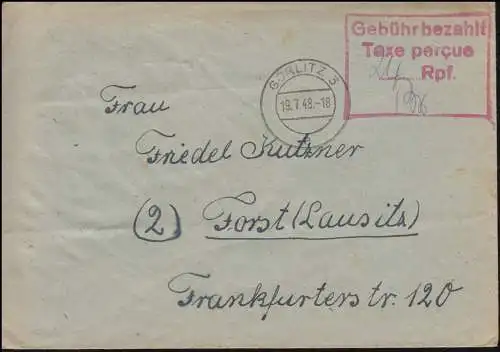 Gebühr bezahlt
Taxe perçue
24 Rpf.
GÖRLITZ 3
19.7.48.-18
Frau
Friedel Kutzner
(2) Forst (Lausitz)
Frankfurterstr. 120